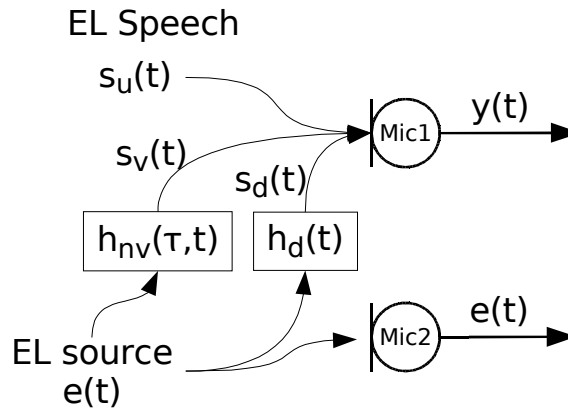 EL Speech
s_u(t)
y(t)
Mic1
s_v(t)
s_d(t)
h_nv(τ,t)
h_d(t)
e(t)
Mic2
EL source
e(t)